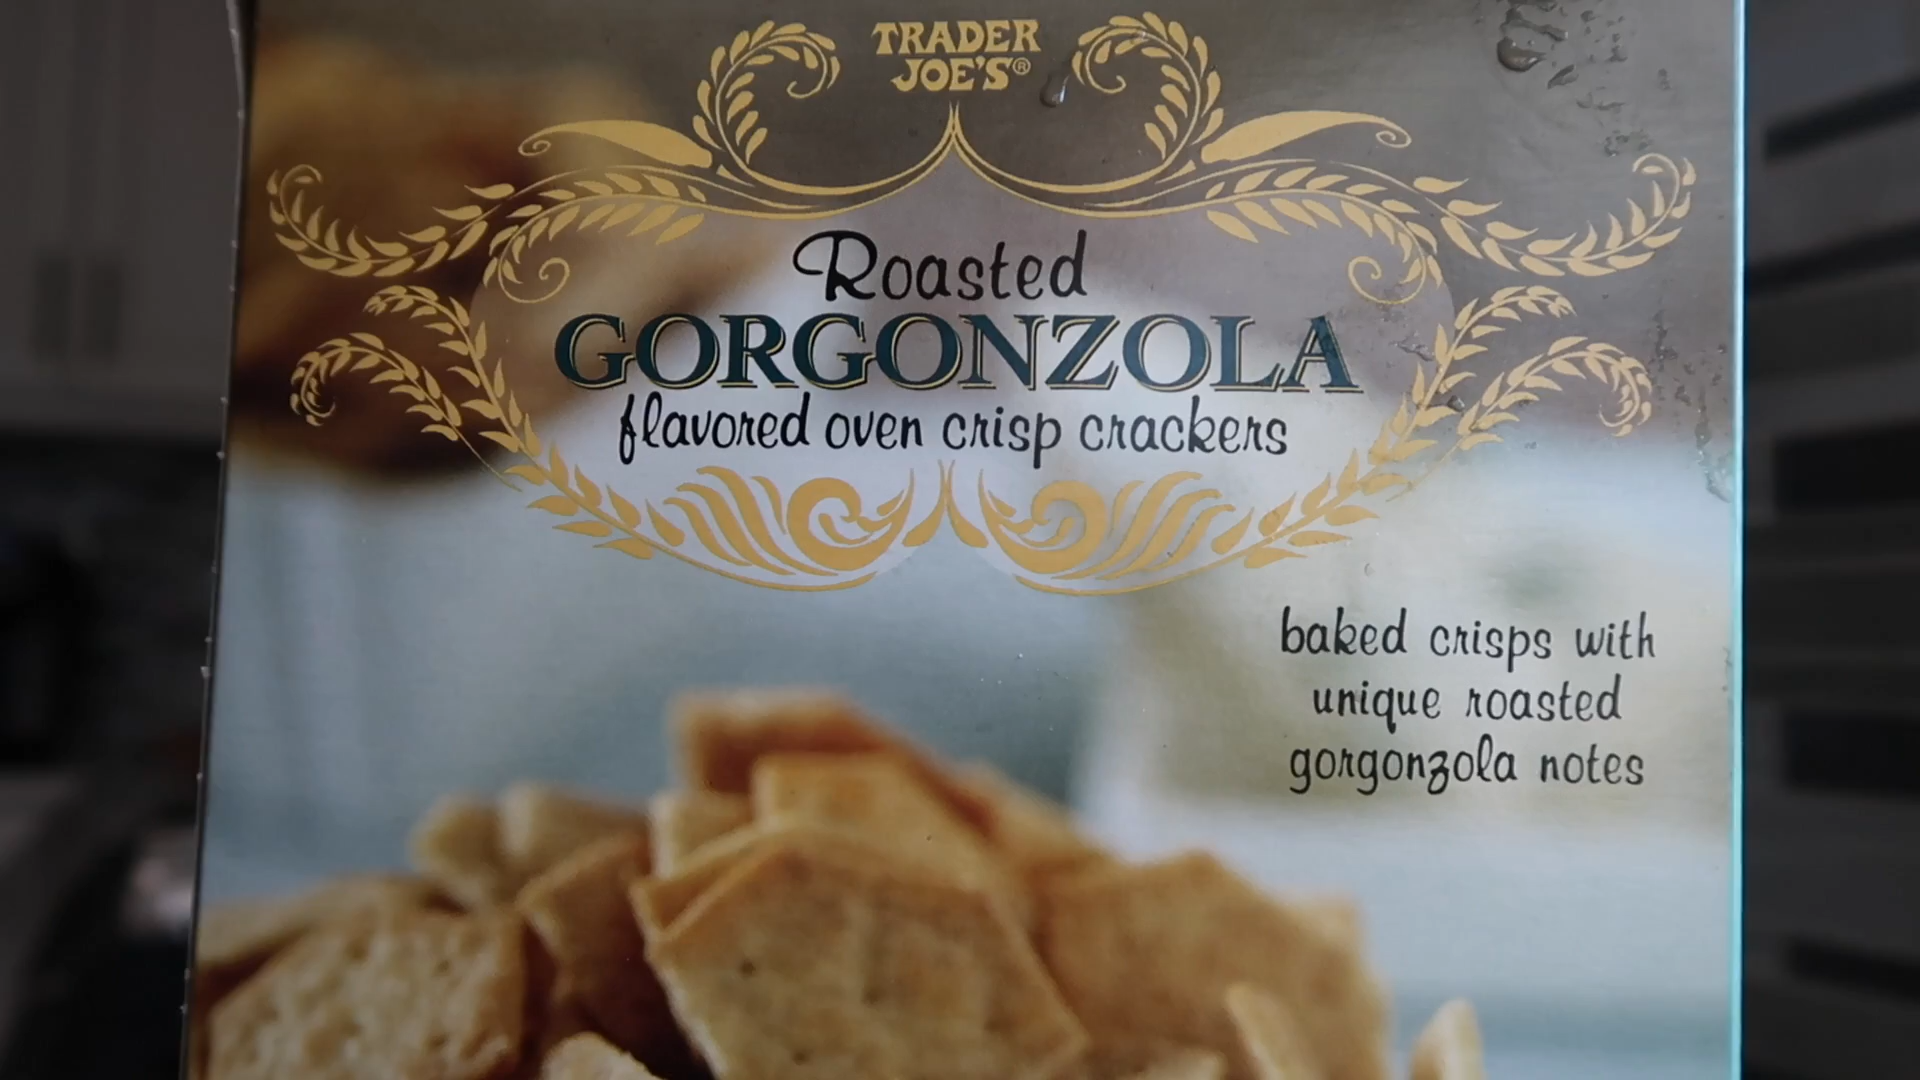 TRADER
JOE'S®
Roasted
GORGONZOLA
flavored oven crisp crackers
baked crisps with
unique roasted
gorgonzola notes